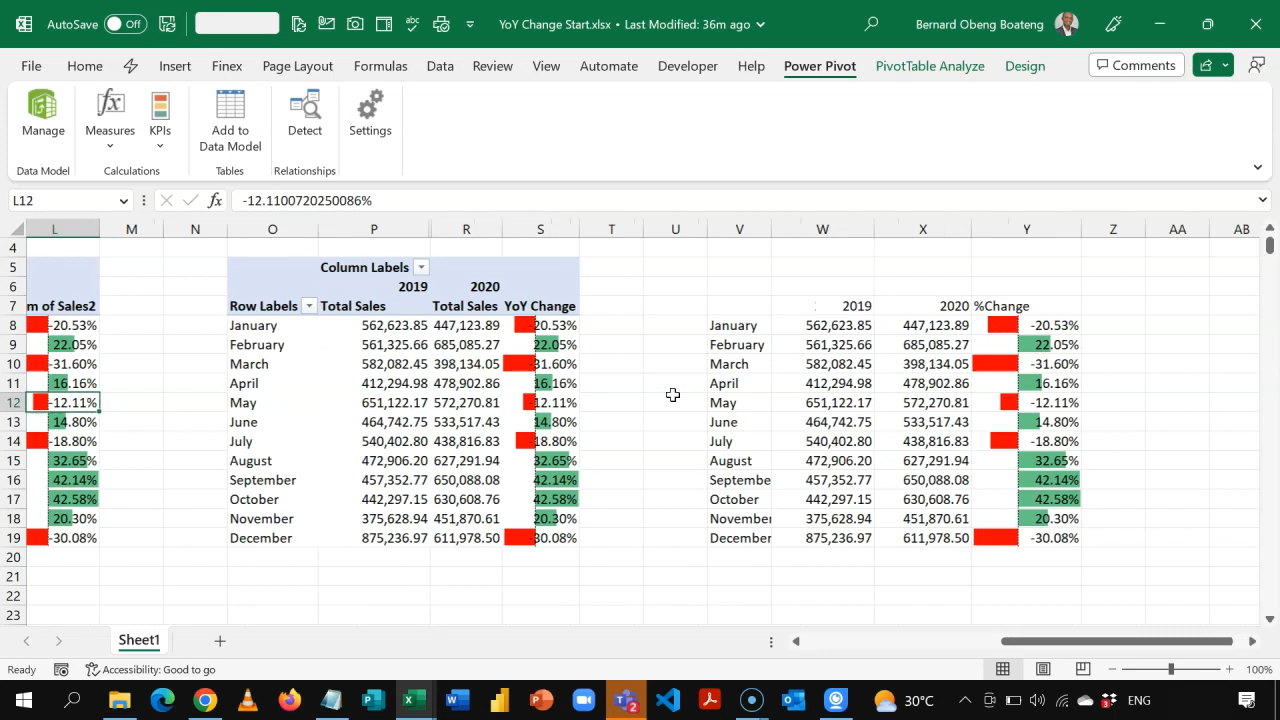 AutoSave Off YoY Change Start.xlsx • Last Modified: 36m ago Bernard Obeng Boateng
File Home Insert Finex Page Layout Formulas Data Review View Automate Developer Help Power Pivot PivotTable Analyze Design Comments
Manage Measures KPIs Add to Data Model Detect Settings
Data Model Calculations Tables Relationships
L12 fx -12.1100720250086%
L M N O P R S T U V W X Y Z AA AB
4
5 Column Labels
6 2019 2020
7 m of Sales2 Row Labels Total Sales Total Sales YoY Change 2019 2020 %Change
8 -20.53% January 562,623.85 447,123.89 -20.53% January 562,623.85 447,123.89 -20.53%
9 22.05% February 561,325.66 685,085.27 22.05% February 561,325.66 685,085.27 22.05%
10 -31.60% March 582,082.45 398,134.05 -31.60% March 582,082.45 398,134.05 -31.60%
11 16.16% April 412,294.98 478,902.86 16.16% April 412,294.98 478,902.86 16.16%
12 -12.11% May 651,122.17 572,270.81 -12.11% May 651,122.17 572,270.81 -12.11%
13 14.80% June 464,742.75 533,517.43 14.80% June 464,742.75 533,517.43 14.80%
14 -18.80% July 540,402.80 438,816.83 -18.80% July 540,402.80 438,816.83 -18.80%
15 32.65% August 472,906.20 627,291.94 32.65% August 472,906.20 627,291.94 32.65%
16 42.14% September 457,352.77 650,088.08 42.14% Septembe 457,352.77 650,088.08 42.14%
17 42.58% October 442,297.15 630,608.76 42.58% October 442,297.15 630,608.76 42.58%
18 20.30% November 375,628.94 451,870.61 20.30% November 375,628.94 451,870.61 20.30%
19 -30.08% December 875,236.97 611,978.50 -30.08% December 875,236.97 611,978.50 -30.08%
20
21
22
23
Sheet1
Ready Accessibility: Good to go 100%
30°C ENG